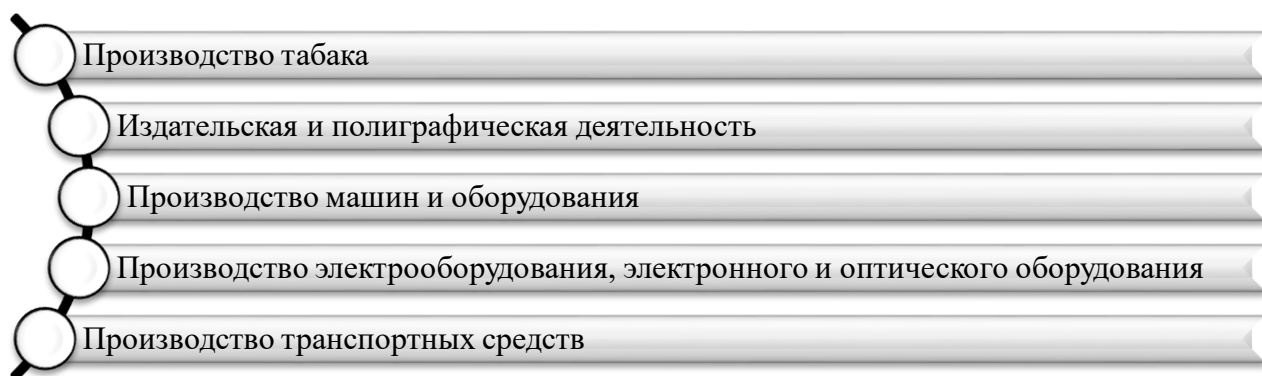 Производство табака
Издательская и полиграфическая деятельность
Производство машин и оборудования
Производство электрооборудования, электронного и оптического оборудования
Производство транспортных средств